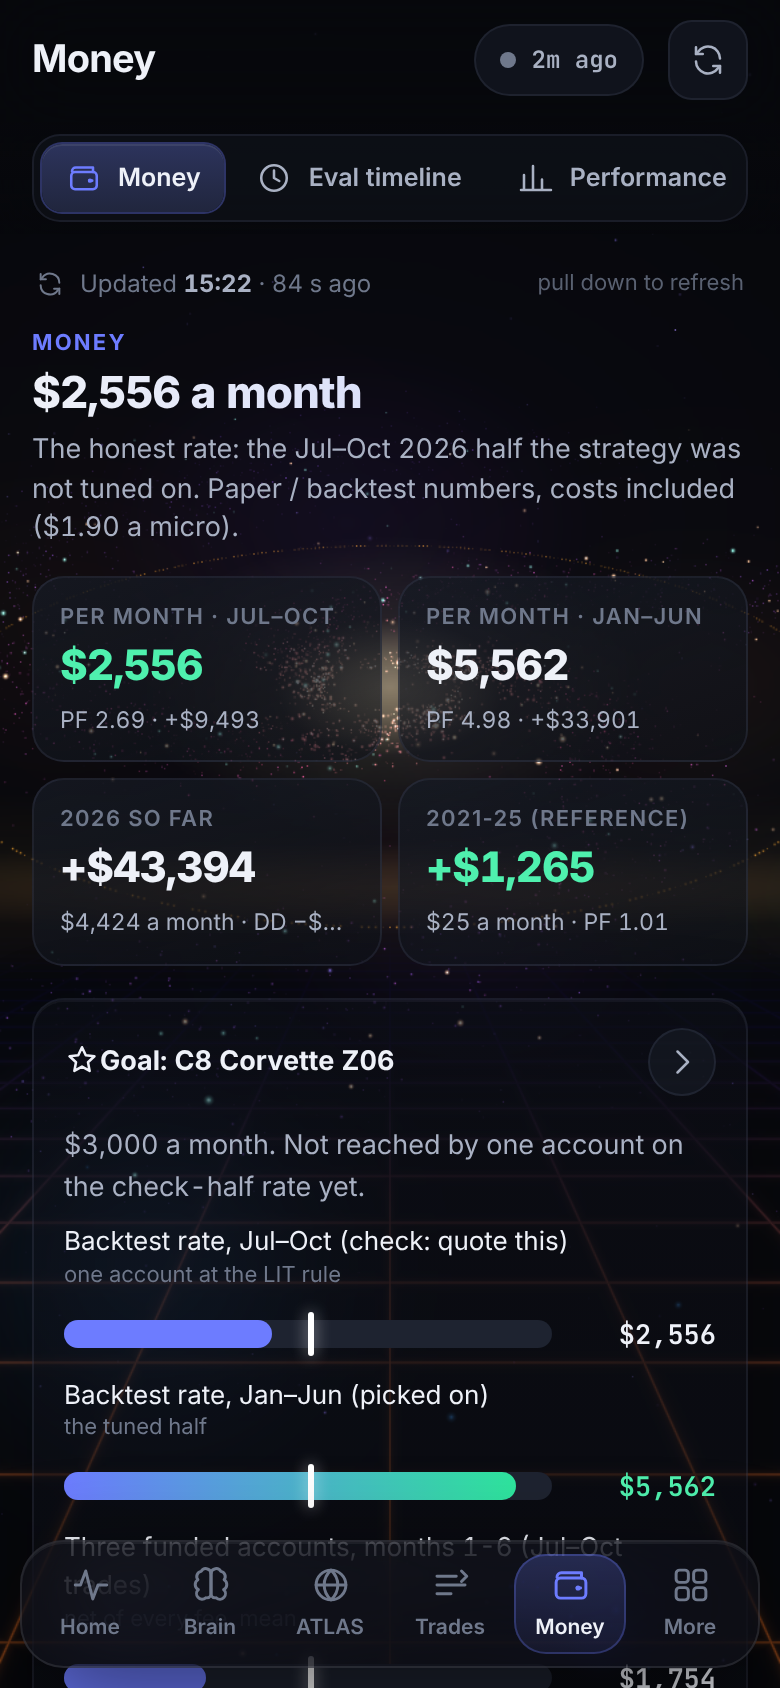 Money
2m ago
Money
Eval timeline
Performance
Updated 15:22 · 84 s ago
pull down to refresh
MONEY
$2,556 a month
The honest rate: the Jul–Oct 2026 half the strategy was
not tuned on. Paper / backtest numbers, costs included
($1.90 a micro).
PER MONTH · JUL–OCT
$2,556
PF 2.69 · +$9,493
PER MONTH · JAN–JUN
$5,562
PF 4.98 · +$33,901
2026 SO FAR
+$43,394
$4,424 a month · DD −$...
2021-25 (REFERENCE)
+$1,265
$25 a month · PF 1.01
Goal: C8 Corvette Z06
$3,000 a month. Not reached by one account on
the check-half rate yet.
Backtest rate, Jul–Oct (check: quote this)
one account at the LIT rule
$2,556
Backtest rate, Jan–Jun (picked on)
the tuned half
$5,562
Three funded accounts, months 1-6 (Jul–Oct
trades)
net of every fee, mean
$1,754
Home
Brain
ATLAS
Trades
Money
More